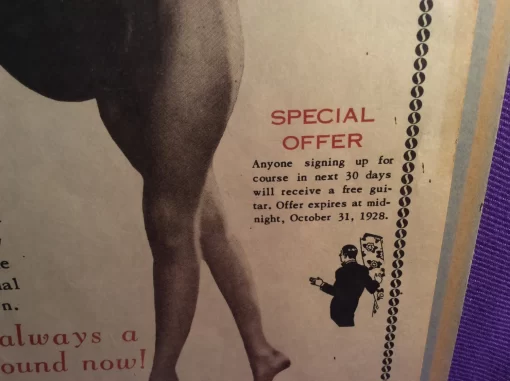 SPECIAL
OFFER
Anyone signing up for
course in next 30 days
will receive a free gui-
tar. Offer expires at mid-
night, October 31, 1928.
e
al
n.
always a
ound now!